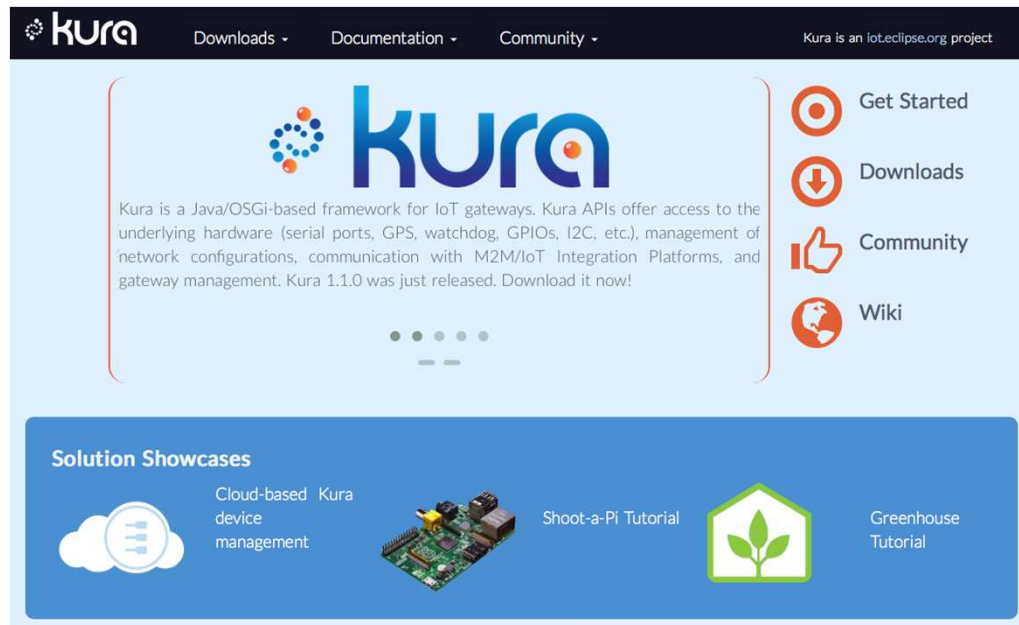 kura
Downloads
Documentation
Community
Kura is an iot.eclipse.org project
kura
Kura is a Java/OSGi-based framework for IoT gateways. Kura APIs offer access to the
underlying hardware (serial ports, GPS, watchdog, GPIOs, I2C, etc.), management of
network configurations, communication with M2M/IoT Integration Platforms, and
gateway management. Kura 1.1.0 was just released. Download it now!
Get Started
Downloads
Community
Wiki
Solution Showcases
Cloud-based Kura
device
management
Shoot-a-Pi Tutorial
Greenhouse
Tutorial